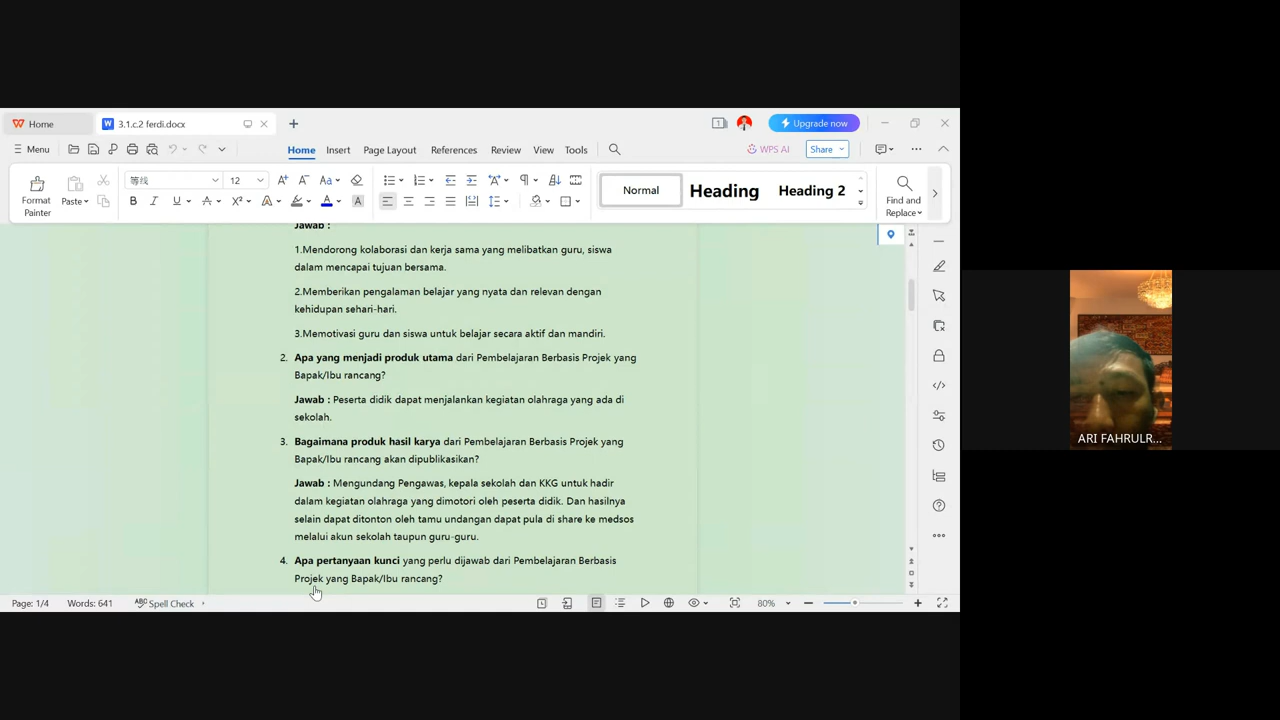 Home
3.1.c.2 ferdi.docx
Upgrade now
Menu
Home Insert Page Layout References Review View Tools
WPS AI
Share
Format Painter
Paste
等线
12
Normal
Heading
Heading 2
Find and Replace
Jawab :
1.Mendorong kolaborasi dan kerja sama yang melibatkan guru, siswa
dalam mencapai tujuan bersama.
2.Memberikan pengalaman belajar yang nyata dan relevan dengan
kehidupan sehari-hari.
3.Memotivasi guru dan siswa untuk belajar secara aktif dan mandiri.
2. Apa yang menjadi produk utama dari Pembelajaran Berbasis Projek yang
Bapak/Ibu rancang?
Jawab : Peserta didik dapat menjalankan kegiatan olahraga yang ada di
sekolah.
3. Bagaimana produk hasil karya dari Pembelajaran Berbasis Projek yang
Bapak/Ibu rancang akan dipublikasikan?
Jawab : Mengundang Pengawas, kepala sekolah dan KKG untuk hadir
dalam kegiatan olahraga yang dimotori oleh peserta didik. Dan hasilnya
selain dapat ditonton oleh tamu undangan dapat pula di share ke medsos
melalui akun sekolah taupun guru-guru.
4. Apa pertanyaan kunci yang perlu dijawab dari Pembelajaran Berbasis
Projek yang Bapak/Ibu rancang?
Page: 1/4 Words: 641 Spell Check 80%
ARI FAHRULR...